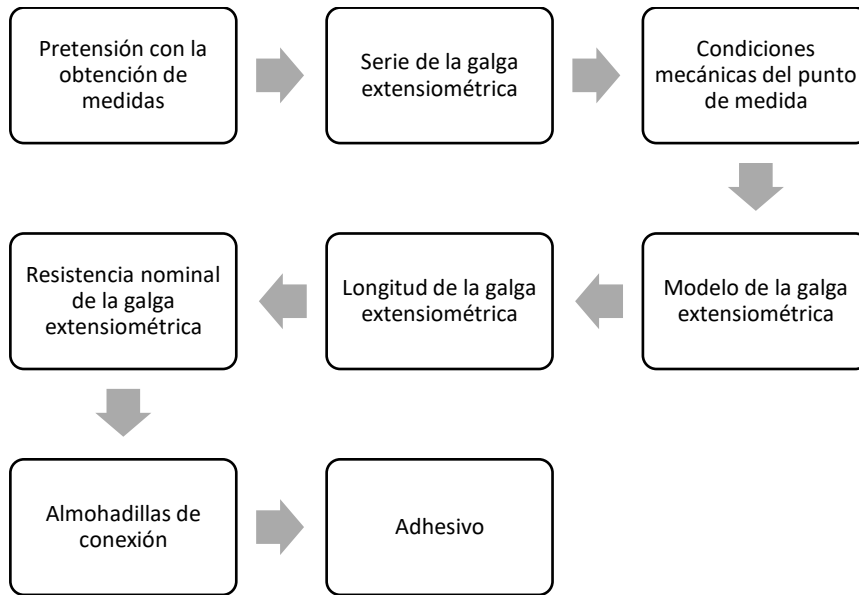 Pretensión con la
obtención de
medidas
Serie de la galga
extensiométrica
Condiciones
mecánicas del punto
de medida
Modelo de la galga
extensiométrica
Longitud de la galga
extensiométrica
Resistencia nominal
de la galga
extensiométrica
Almohadillas de
conexión
Adhesivo